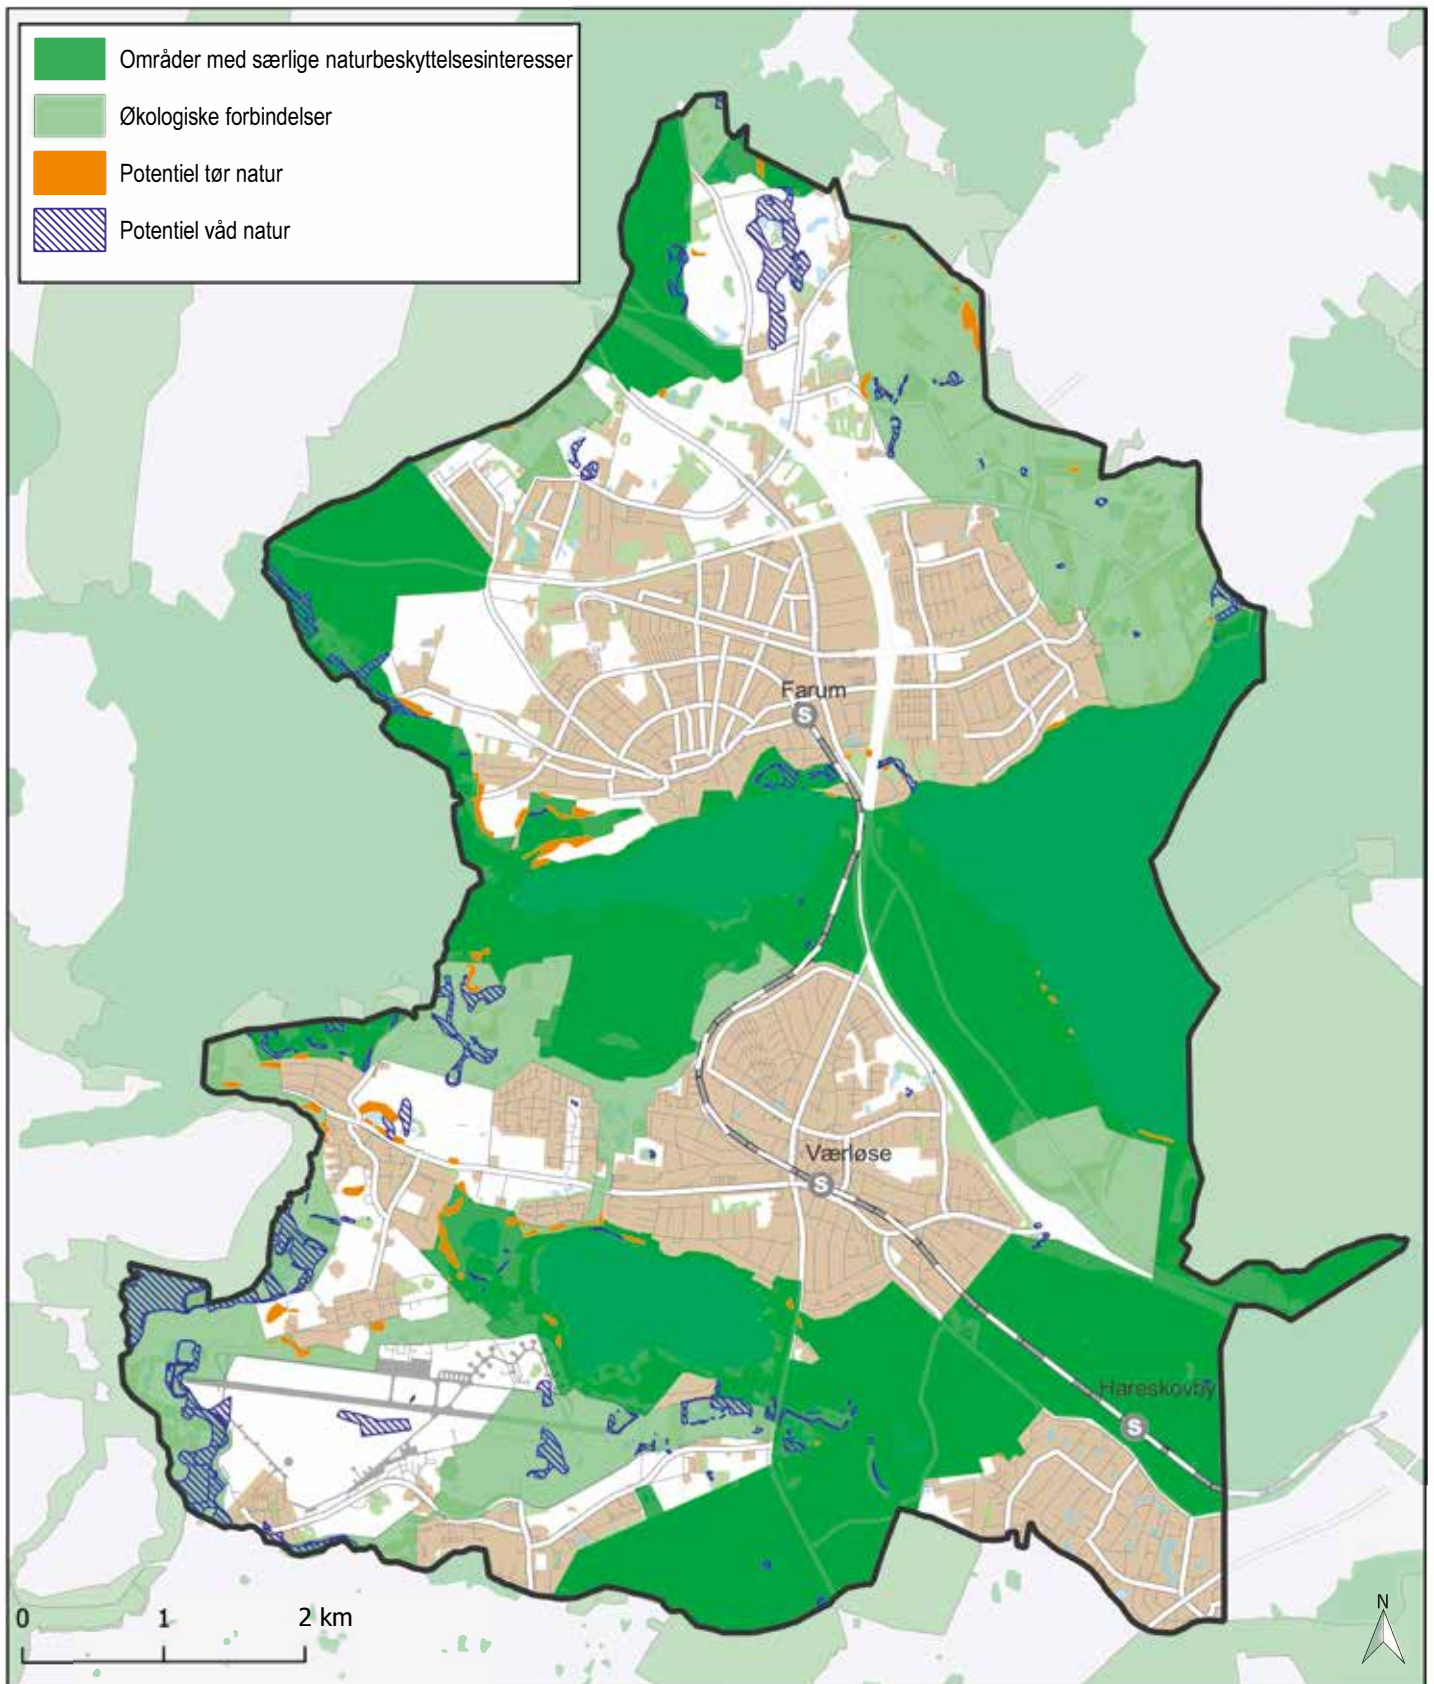 Områder med særlige naturbeskyttelsesinteresser
Økologiske forbindelser
Potentiel tør natur
Potentiel våd natur
Farum
S
Værløse
S
Hareskovby
S
0 1 2 km
N